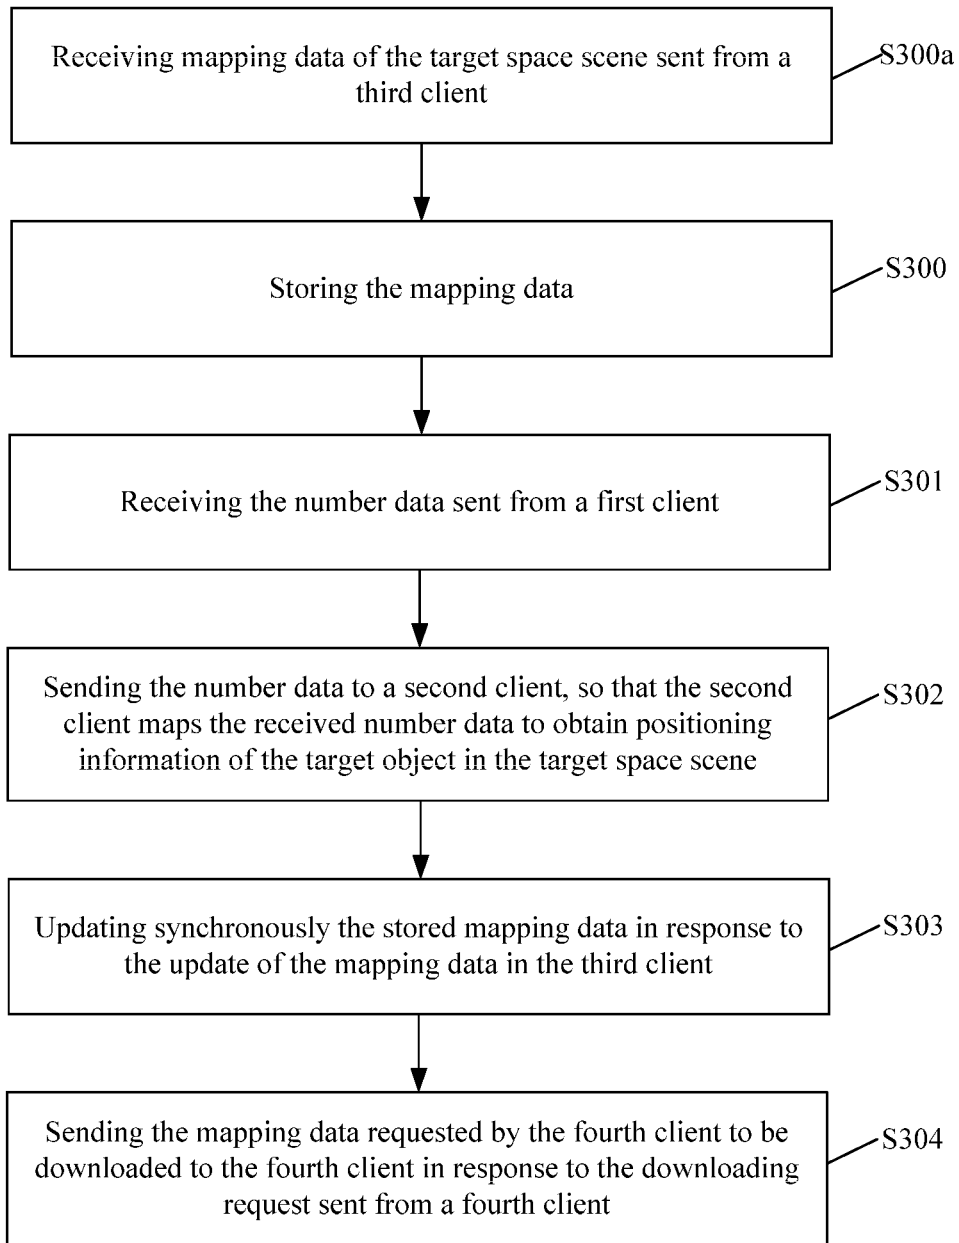 Receiving mapping data of the target space scene sent from a
third client
S300a
Storing the mapping data
S300
Receiving the number data sent from a first client
S301
Sending the number data to a second client, so that the second
client maps the received number data to obtain positioning
information of the target object in the target space scene
S302
Updating synchronously the stored mapping data in response to
the update of the mapping data in the third client
S303
Sending the mapping data requested by the fourth client to be
downloaded to the fourth client in response to the downloading
request sent from a fourth client
S304